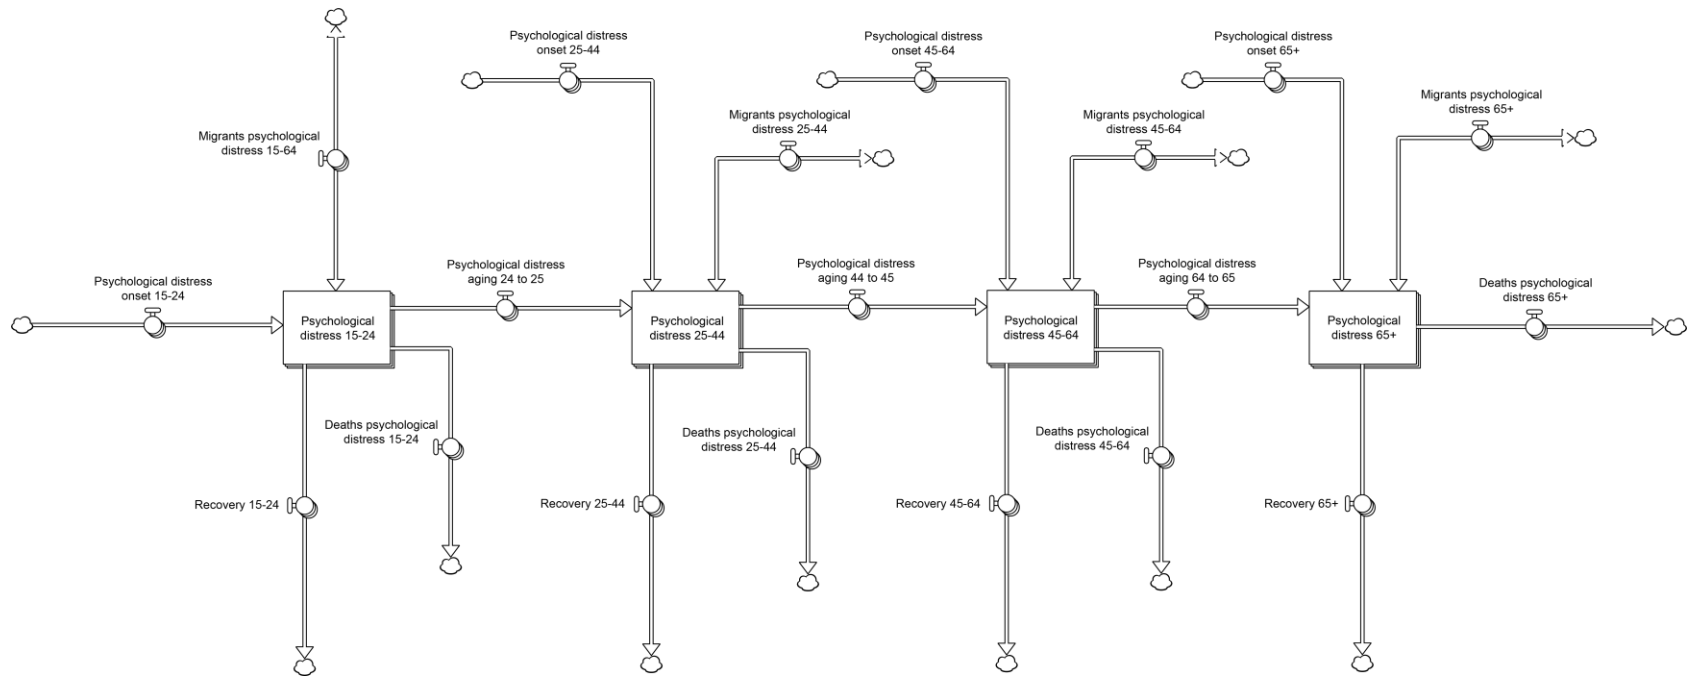 Psychological distress
onset 25-44
Psychological distress
onset 45-64
Psychological distress
onset 65+
Migrants psychological
distress 65+
Migrants psychological
distress 15-64
Migrants psychological
distress 25-44
Migrants psychological
distress 45-64
Psychological distress
onset 15-24
Psychological distress
aging 24 to 25
Psychological distress
aging 44 to 45
Psychological distress
aging 64 to 65
Deaths psychological
distress 65+
Psychological
distress 15-24
Psychological
distress 25-44
Psychological
distress 45-64
Psychological
distress 65+
Deaths psychological
distress 15-24
Deaths psychological
distress 25-44
Deaths psychological
distress 45-64
Recovery 15-24
Recovery 25-44
Recovery 45-64
Recovery 65+